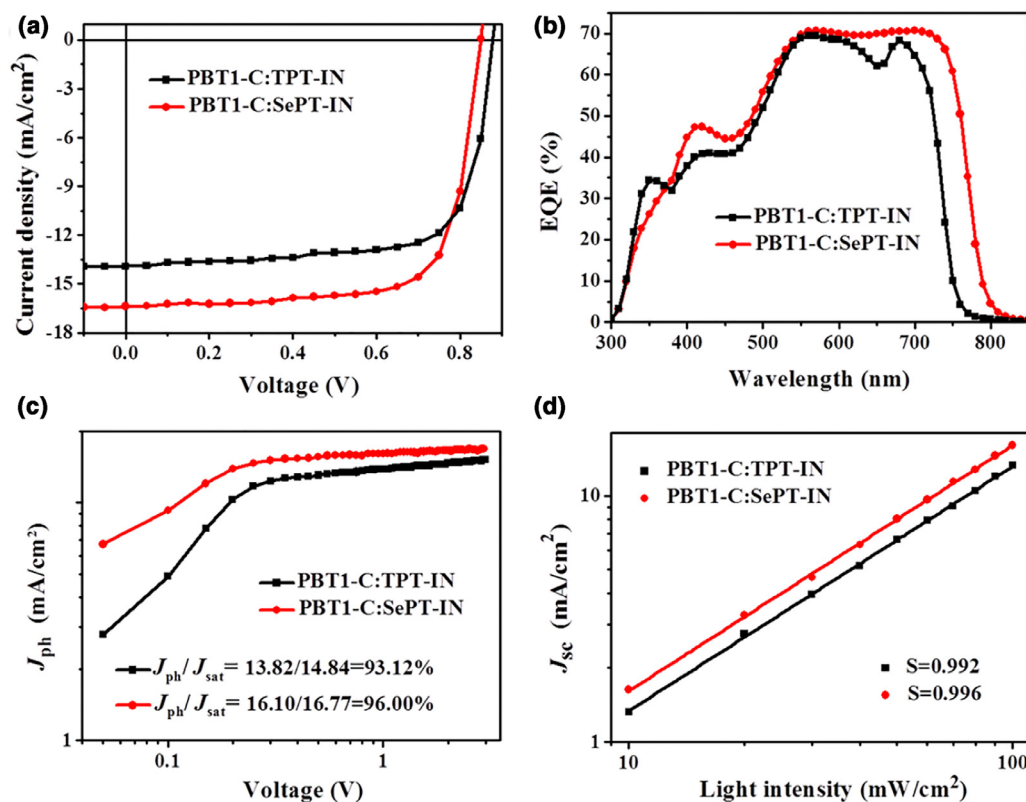 (a)
0
-3
-6
-9
-12
-15
-18
Current density (mA/cm²)
PBT1-C:TPT-IN
PBT1-C:SePT-IN
0.0 0.2 0.4 0.6 0.8
Voltage (V)
(b)
70
60
50
40
30
20
10
0
EQE (%)
PBT1-C:TPT-IN
PBT1-C:SePT-IN
300 400 500 600 700 800
Wavelength (nm)
(c)
1
Jph (mA/cm²)
PBT1-C:TPT-IN
PBT1-C:SePT-IN
Jph/Jsat= 13.82/14.84=93.12%
Jph/Jsat= 16.10/16.77=96.00%
0.1 1
Voltage (V)
(d)
10
1
Jsc (mA/cm²)
PBT1-C:TPT-IN
PBT1-C:SePT-IN
S=0.992
S=0.996
10 100
Light intensity (mW/cm²)